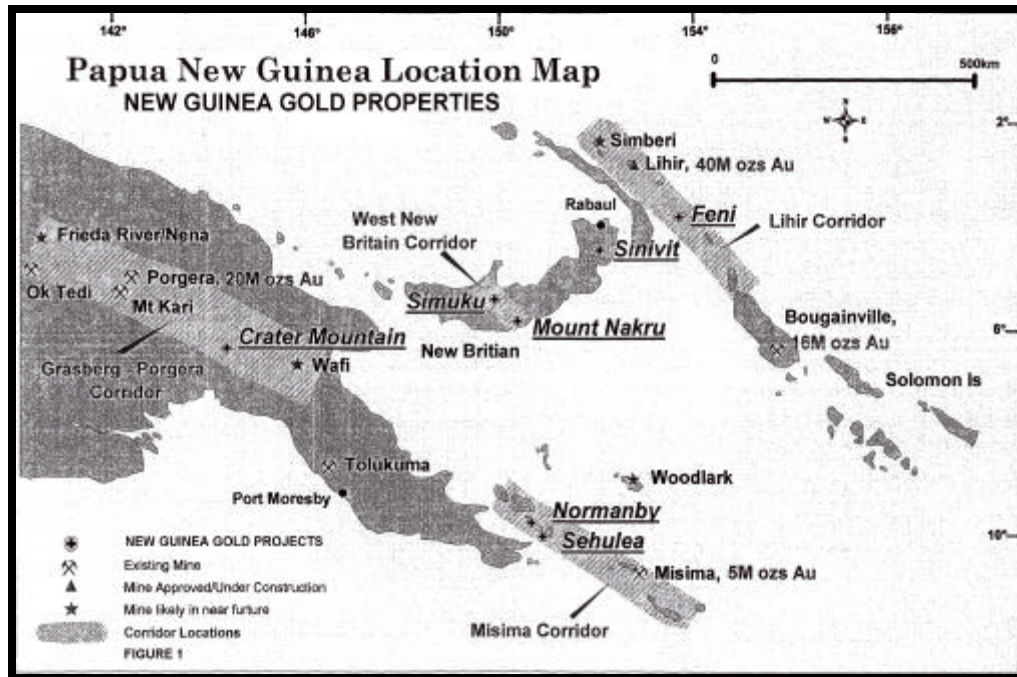 142°
146°
150°
154°
156°
Papua New Guinea Location Map
NEW GUINEA GOLD PROPERTIES
0
500km
N
W
E
S
2°
Simberi
Lihir, 40M ozs Au
Rabaul
West New
Britain Corridor
Feni
Lihir Corridor
Frieda River/Nena
Sinivit
Porgera, 20M ozs Au
Ok Tedi
Mt Kari
Simuku
Mount Nakru
Bougainville,
16M ozs Au
6°
Crater Mountain
New Britian
Wafi
Grasberg - Porgera
Corridor
Solomon Is
Tolukuma
Woodlark
Port Moresby
Normanby
Sehulea
10°
NEW GUINEA GOLD PROJECTS
Existing Mine
Misima, 5M ozs Au
Mine Approved/Under Construction
Mine likely in near furture
Corridor Locations
Misima Corridor
FIGURE 1